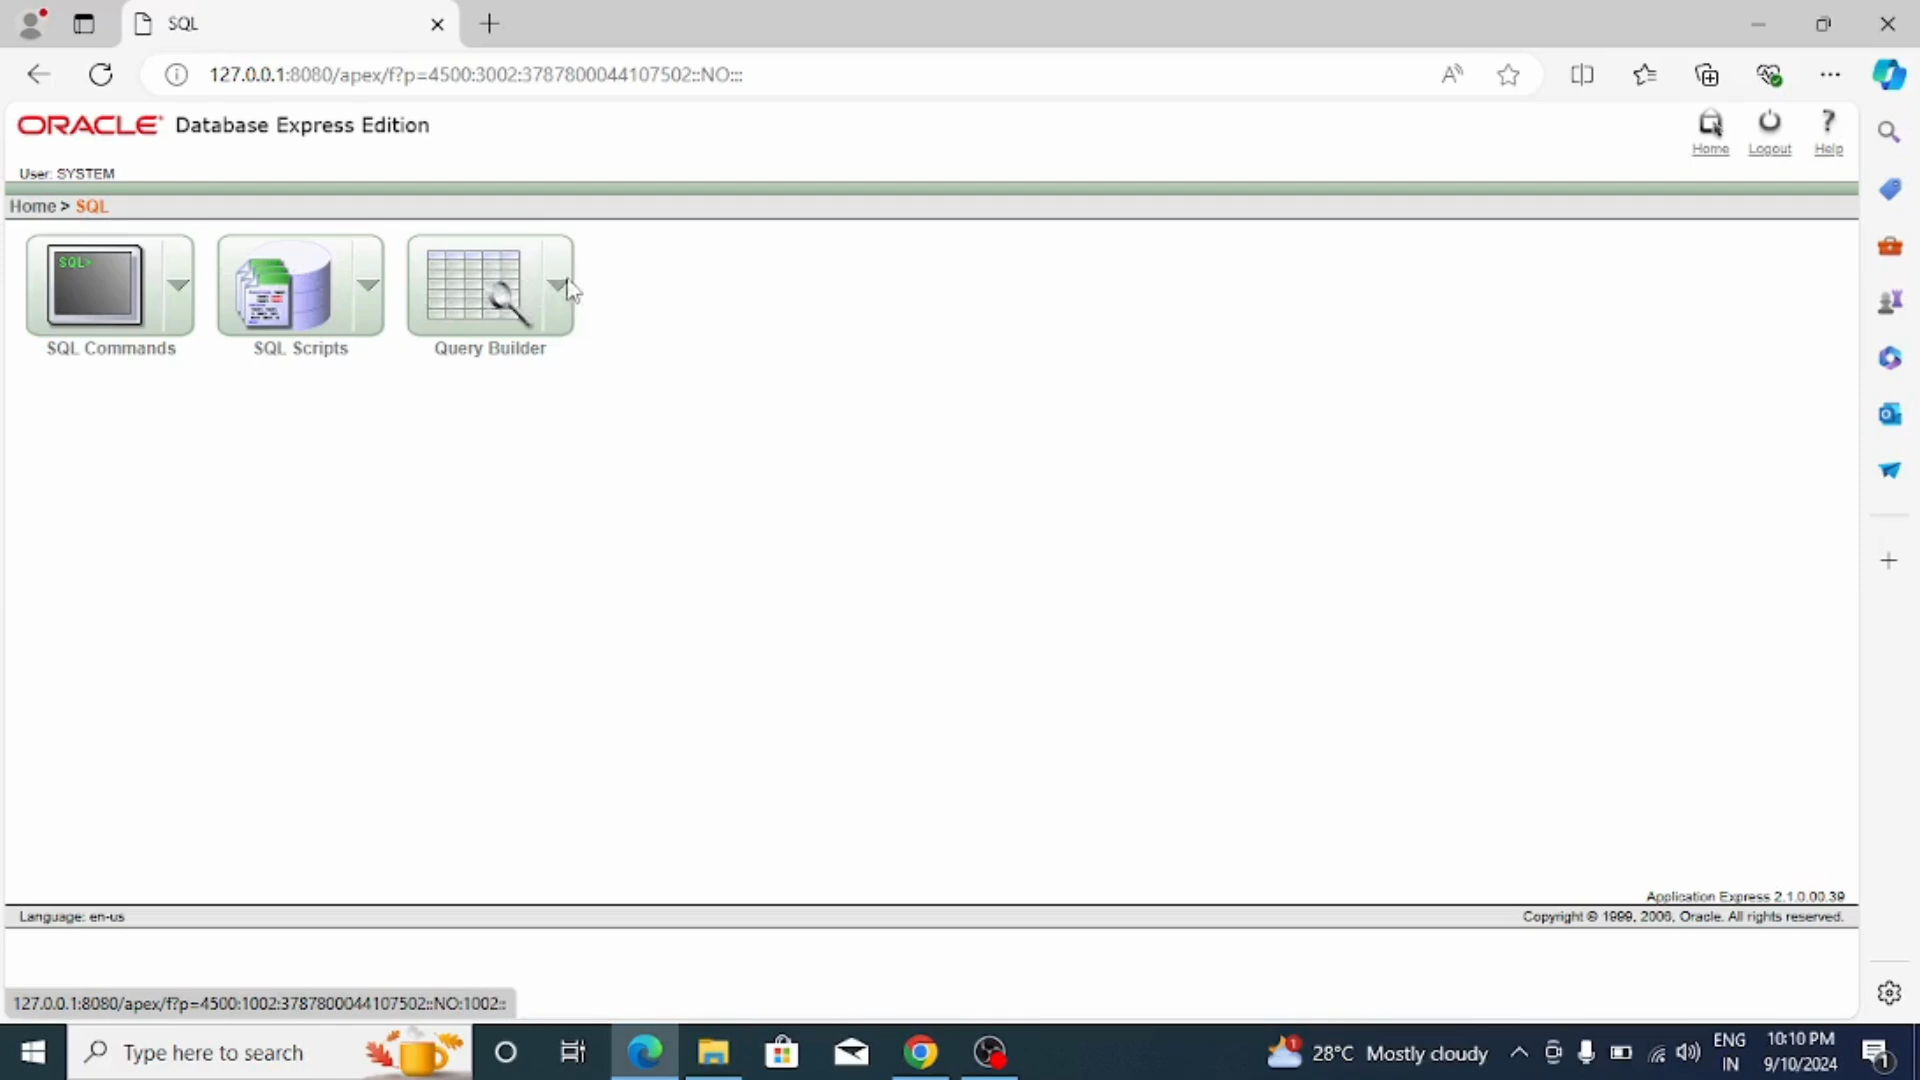 SQL
127.0.0.1:8080/apex/f?p=4500:3002:3787800044107502::NO:::
ORACLE® Database Express Edition
Home
Logout
Help
User: SYSTEM
Home > SQL
SQL>
SQL Commands
SQL Scripts
Query Builder
Application Express 2.1.0.00.39
Language: en-us
Copyright © 1999, 2006, Oracle. All rights reserved.
127.0.0.1:8080/apex/f?p=4500:1002:3787800044107502::NO:1002::
Type here to search
28°C Mostly cloudy
ENG
IN
10:10 PM
9/10/2024
1